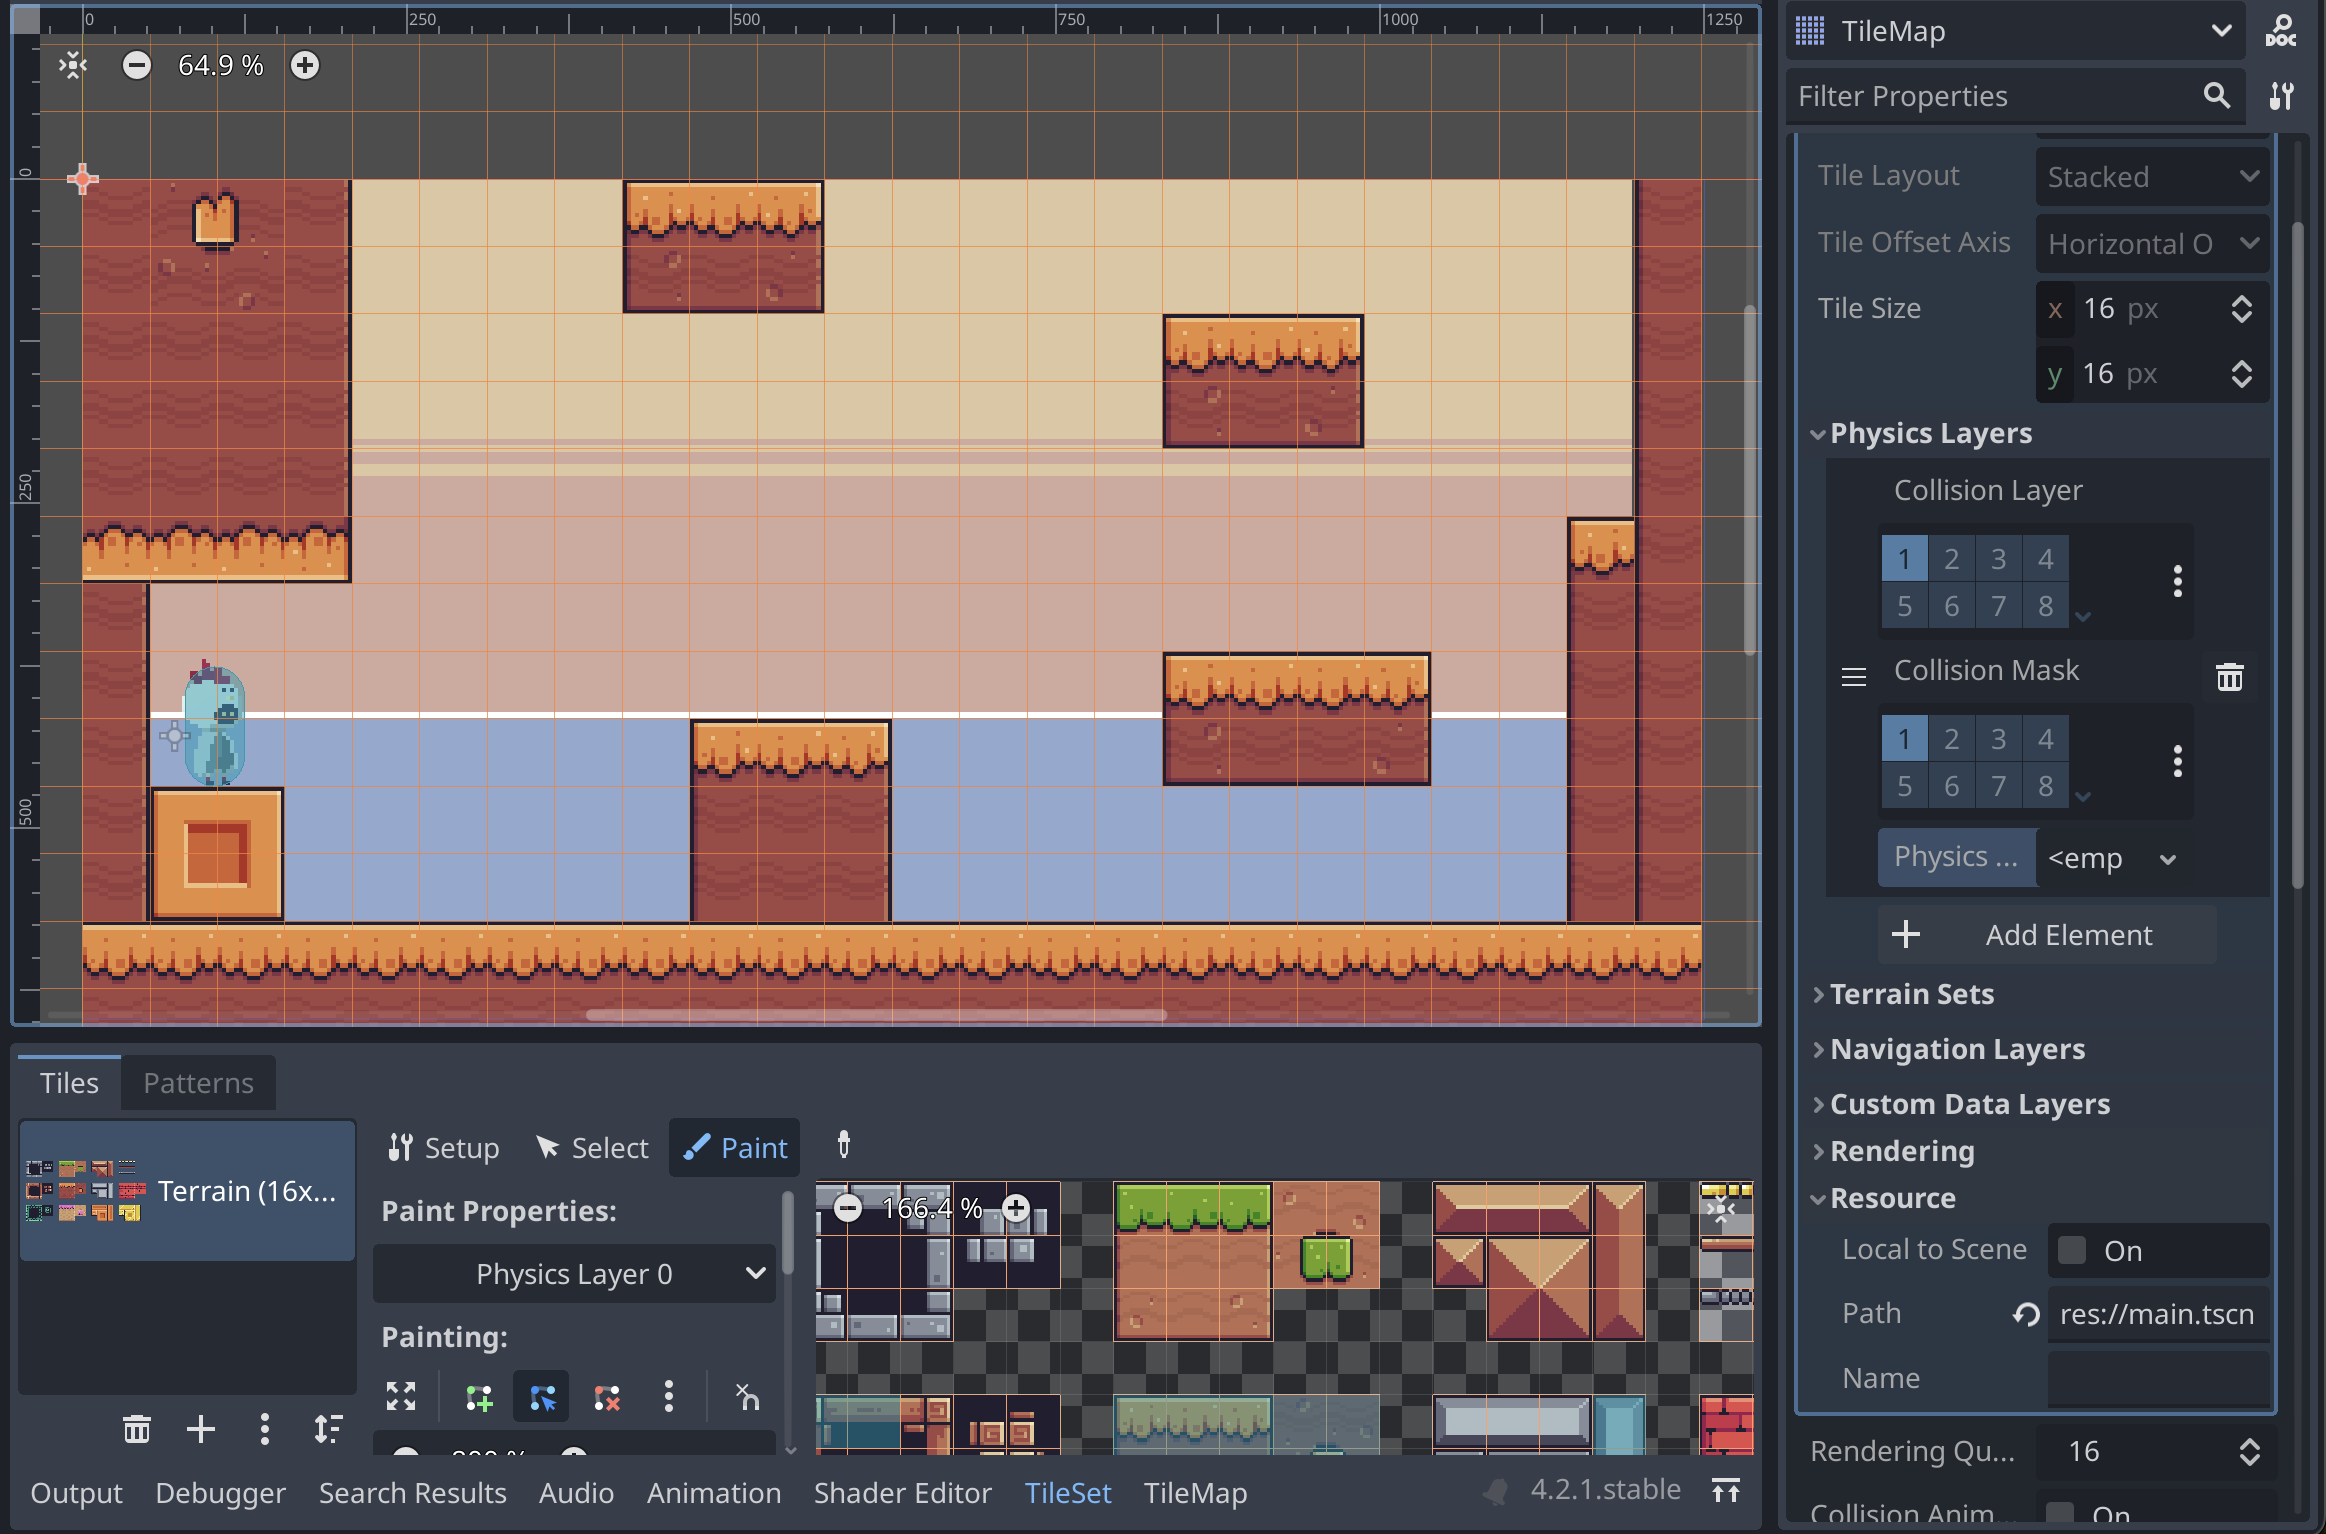 0
250
500
750
1000
1250
64.9 %
0
250
500
TileMap
DOC
Filter Properties
Tile Layout
Stacked
Tile Offset Axis
Horizontal O
Tile Size
x 16 px
y 16 px
Physics Layers
Collision Layer
1 2 3 4
5 6 7 8
Collision Mask
1 2 3 4
5 6 7 8
Physics ...
<emp
Add Element
Terrain Sets
Navigation Layers
Custom Data Layers
Rendering
Resource
Local to Scene
On
Path
res://main.tscn
Name
Rendering Qu...
16
Collision Anim...
On
Tiles
Patterns
Terrain (16x...
Setup
Select
Paint
Paint Properties:
Physics Layer 0
Painting:
166.4 %
Output
Debugger
Search Results
Audio
Animation
Shader Editor
TileSet
TileMap
4.2.1.stable